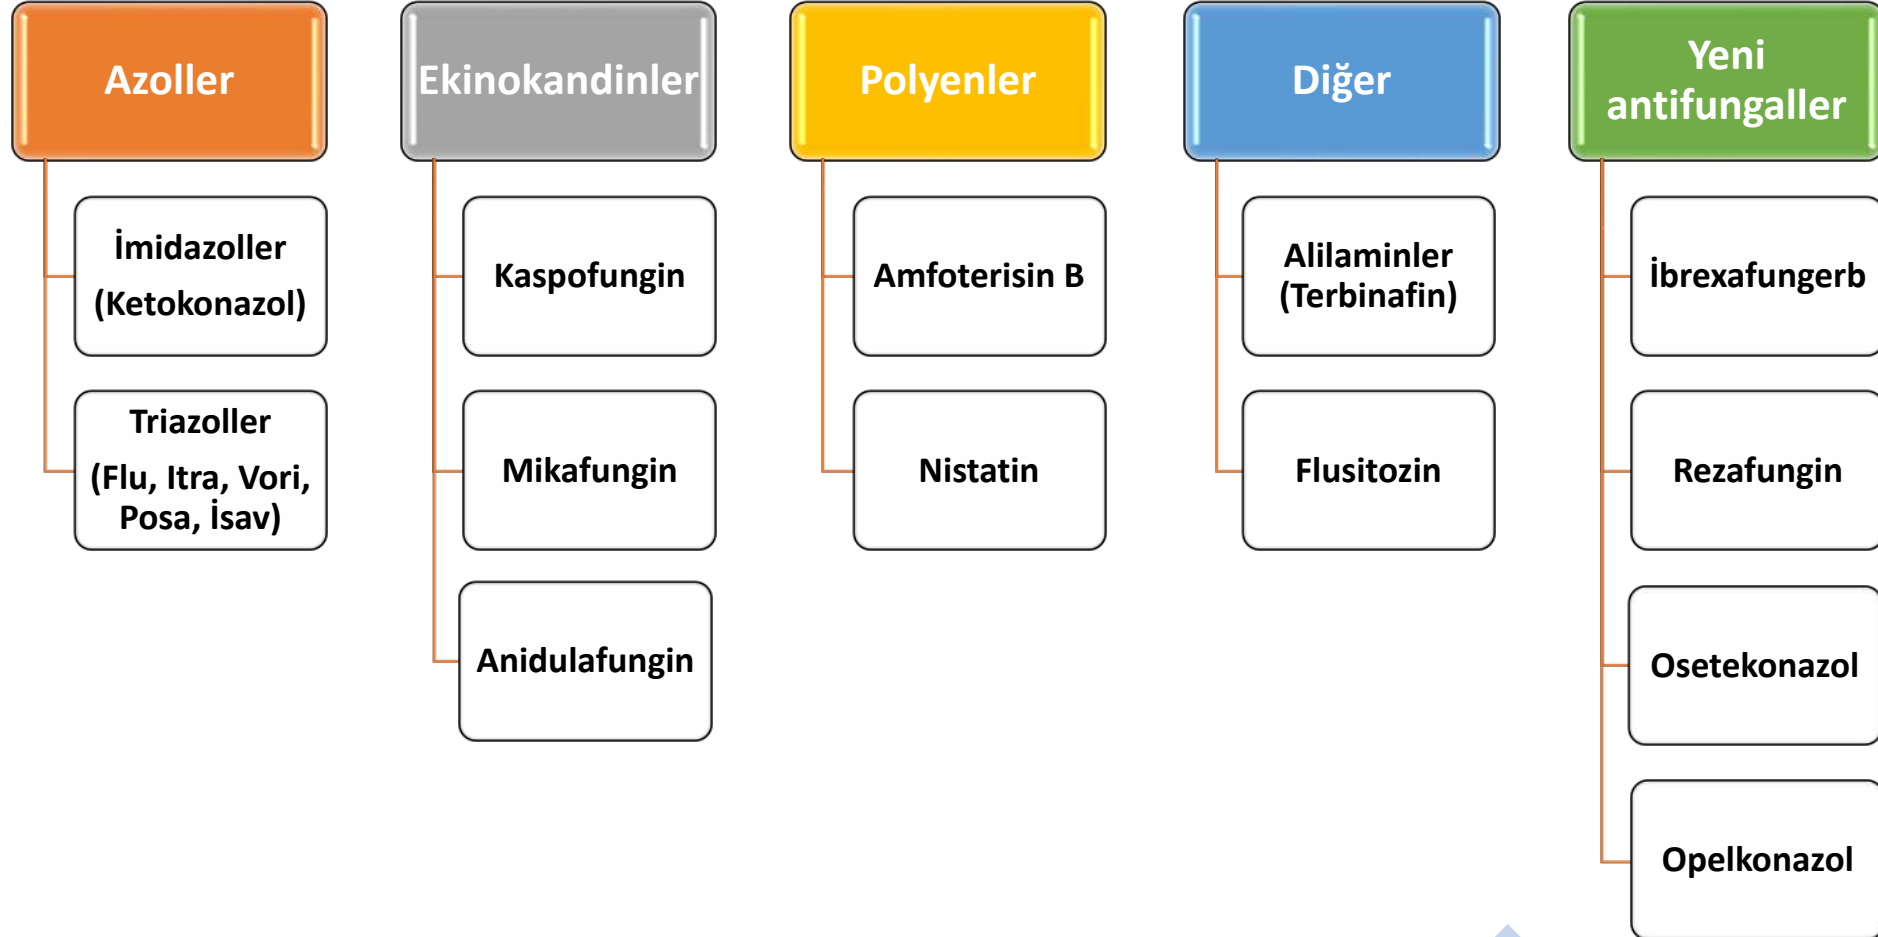 Azoller
İmidazoller
(Ketokonazol)
Triazoller
(Flu, Itra, Vori,
Posa, İsav)
Ekinokandinler
Kaspofungin
Mikafungin
Anidulafungin
Polyenler
Amfoterisin B
Nistatin
Diğer
Alilaminler
(Terbinafin)
Flusitozin
Yeni
antifungaller
İbrexafungerb
Rezafungin
Osetekonazol
Opelkonazol